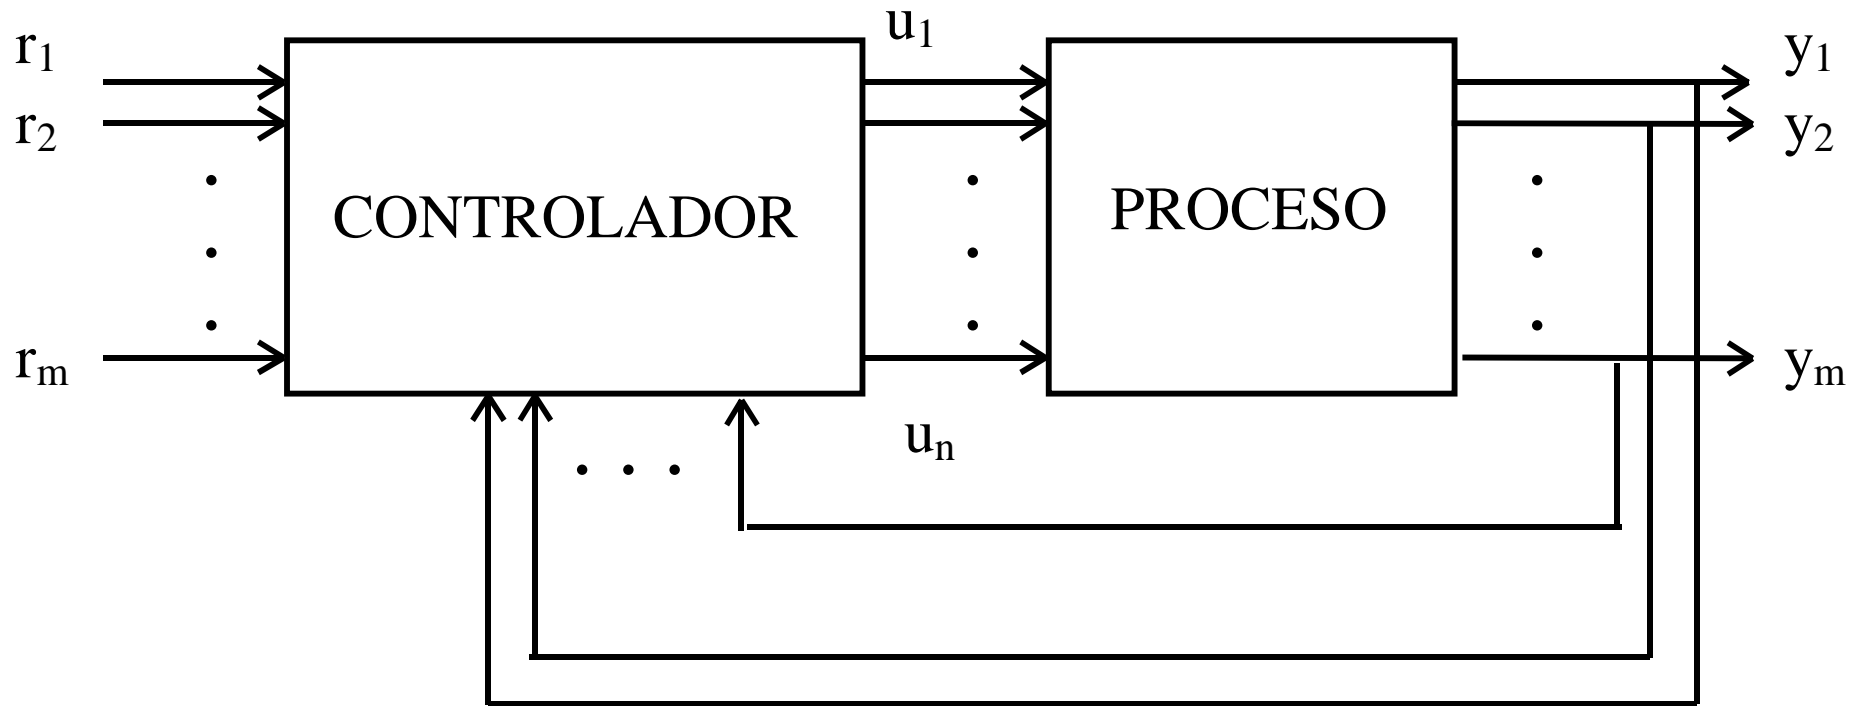 r₁
r₂
rₘ
CONTROLADOR
u₁
uₙ
PROCESO
y₁
y₂
yₘ